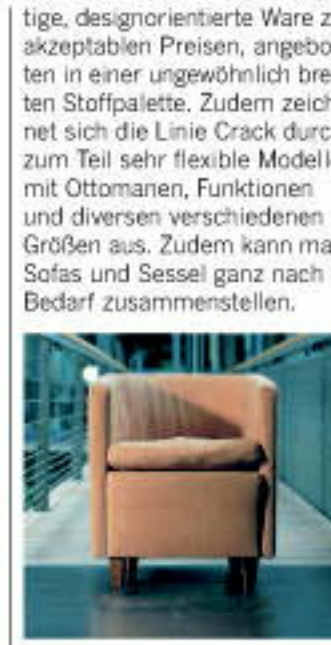 tige, designorientierte Ware z
akzeptablen Preisen, angebo
ten in einer ungewöhnlich brei
ten Stoffpalette. Zudem zeich
net sich die Linie Crack durc
zum Teil sehr flexible Modell
mit Ottomanen, Funktionen
und diversen verschiedenen
Größen aus. Zudem kann ma
Sofas und Sessel ganz nach
Bedarf zusammenstellen.